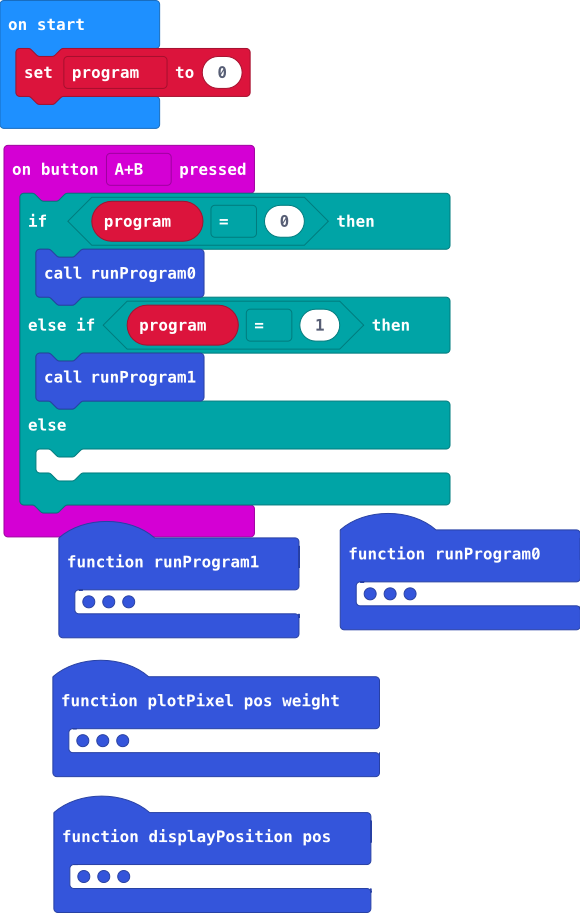 on start
set program to 0
on button A+B pressed
if program = 0 then
call runProgram0
else if program = 1 then
call runProgram1
else
function runProgram1
function runProgram0
function plotPixel pos weight
function displayPosition pos